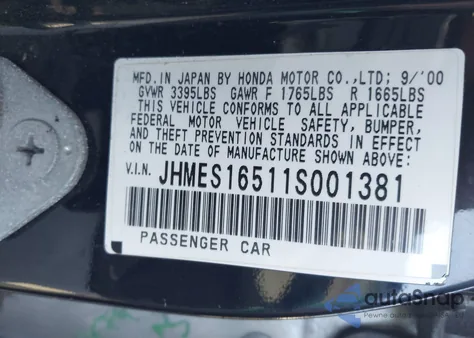 MFD.IN JAPAN BY HONDA MOTOR CO.,LTD; 9/'00
GVWR 3395LBS GAWR F 1765LBS R 1665LBS
THIS VEHICLE CONFORMS TO ALL APPLICABLE
FEDERAL MOTOR VEHICLE SAFETY, BUMPER,
AND THEFT PREVENTION STANDARDS IN EFFECT
ON THE DATE OF MANUFACTURE SHOWN ABOVE:
V.I.N. JHMES16511S001381
PASSENGER CAR
autoSnap
Pewne auto